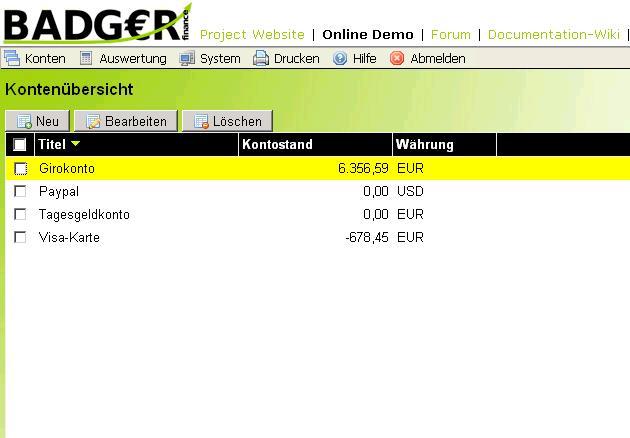 BADG€R finance
Project Website | Online Demo | Forum | Documentation-Wiki |
Konten Auswertung System Drucken Hilfe Abmelden
Kontenübersicht
Neu Bearbeiten Löschen
Titel Kontostand Währung
Girokonto 6.356,59 EUR
Paypal 0,00 USD
Tagesgeldkonto 0,00 EUR
Visa-Karte -678,45 EUR